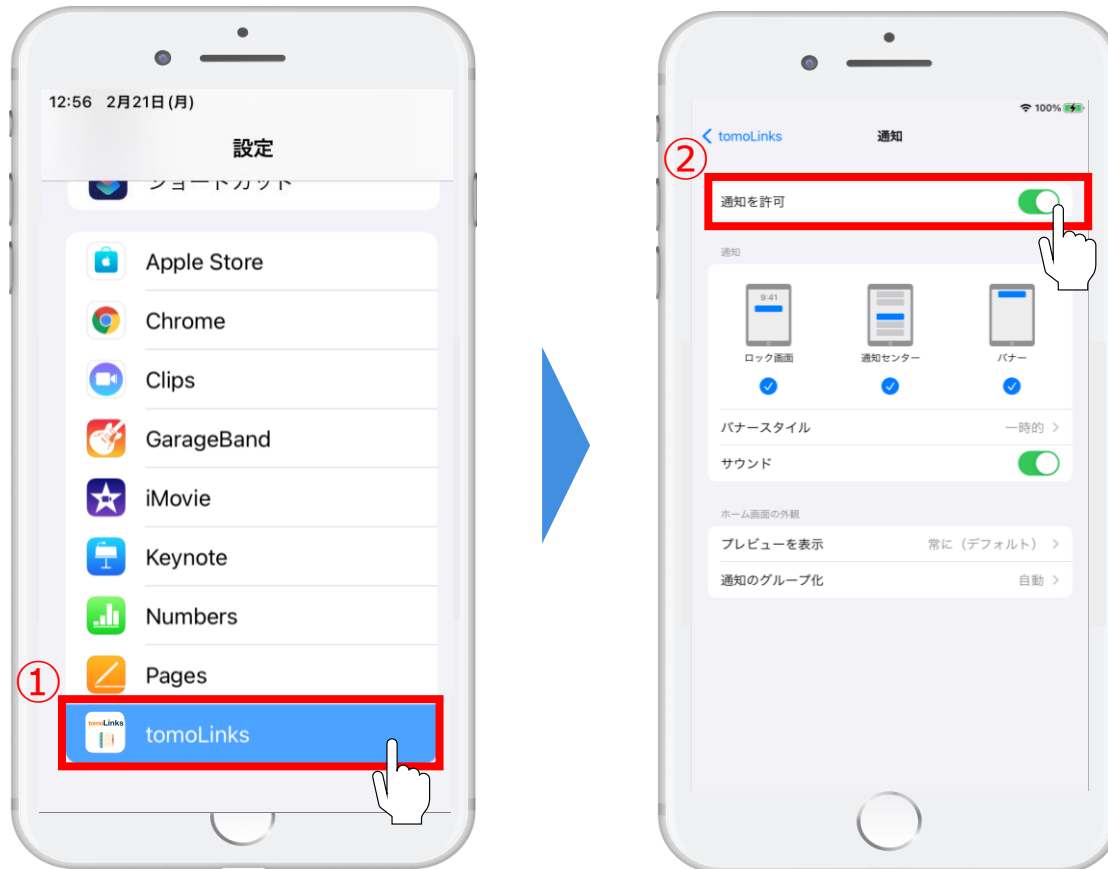 12:56 2月21日(月)
設定
ショートカット
Apple Store
Chrome
Clips
GarageBand
iMovie
Keynote
Numbers
Pages
①
tomoLinks
tomoLinks
100%
② tomoLinks 通知
通知を許可
通知
9:41
ロック画面 通知センター バナー
バナースタイル 一時的
サウンド
ホーム画面の外観
プレビューを表示 常に（デフォルト）
通知のグループ化 自動